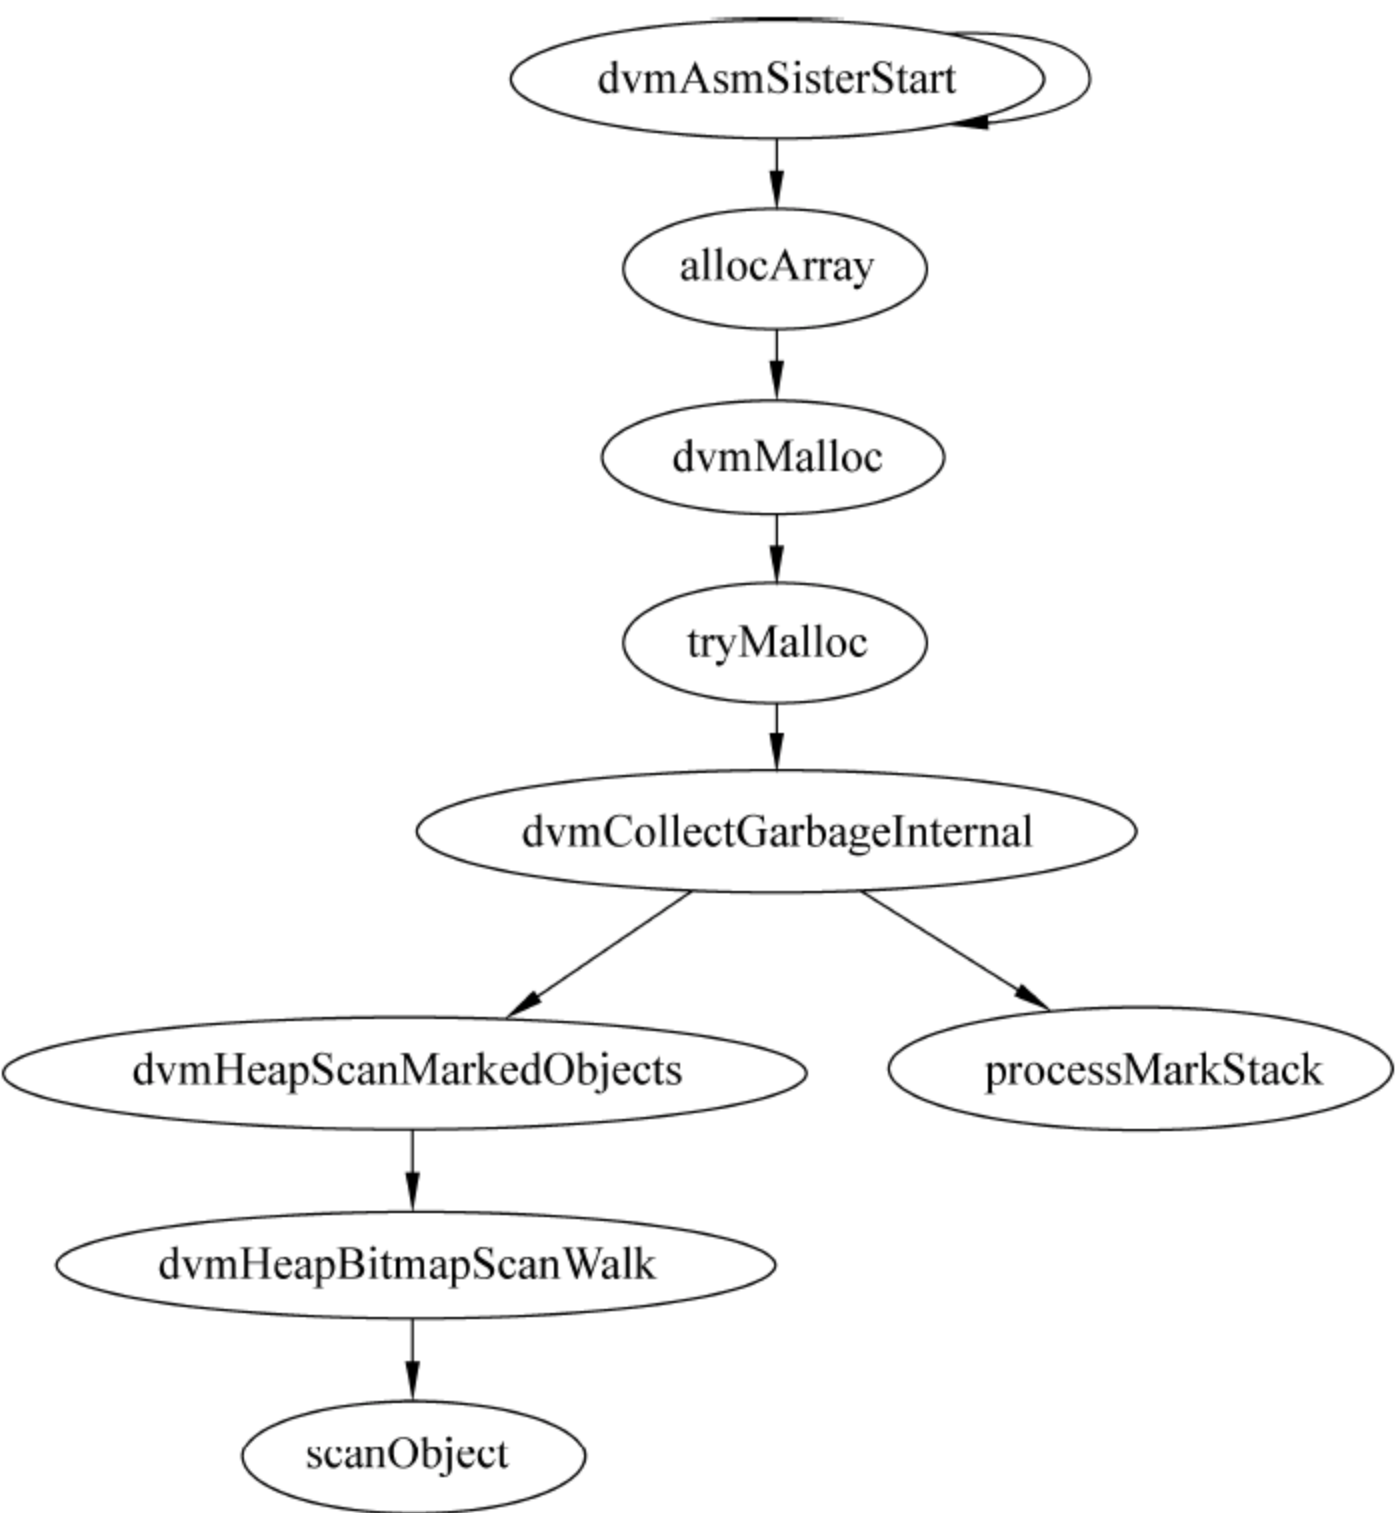 dvmAsmSisterStart
allocArray
dvmMalloc
tryMalloc
dvmCollectGarbageInternal
dvmHeapScanMarkedObjects
processMarkStack
dvmHeapBitmapScanWalk
scanObject